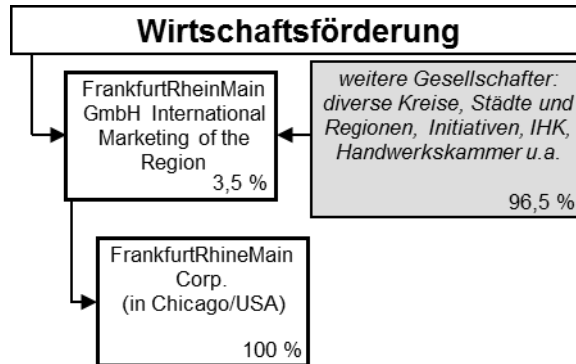 Wirtschaftsförderung
FrankfurtRheinMain
GmbH International
Marketing of the
Region
3,5 %
weitere Gesellschafter:
diverse Kreise, Städte und
Regionen, Initiativen, IHK,
Handwerkskammer u.a.
96,5 %
FrankfurtRhineMain
Corp.
(in Chicago/USA)
100 %